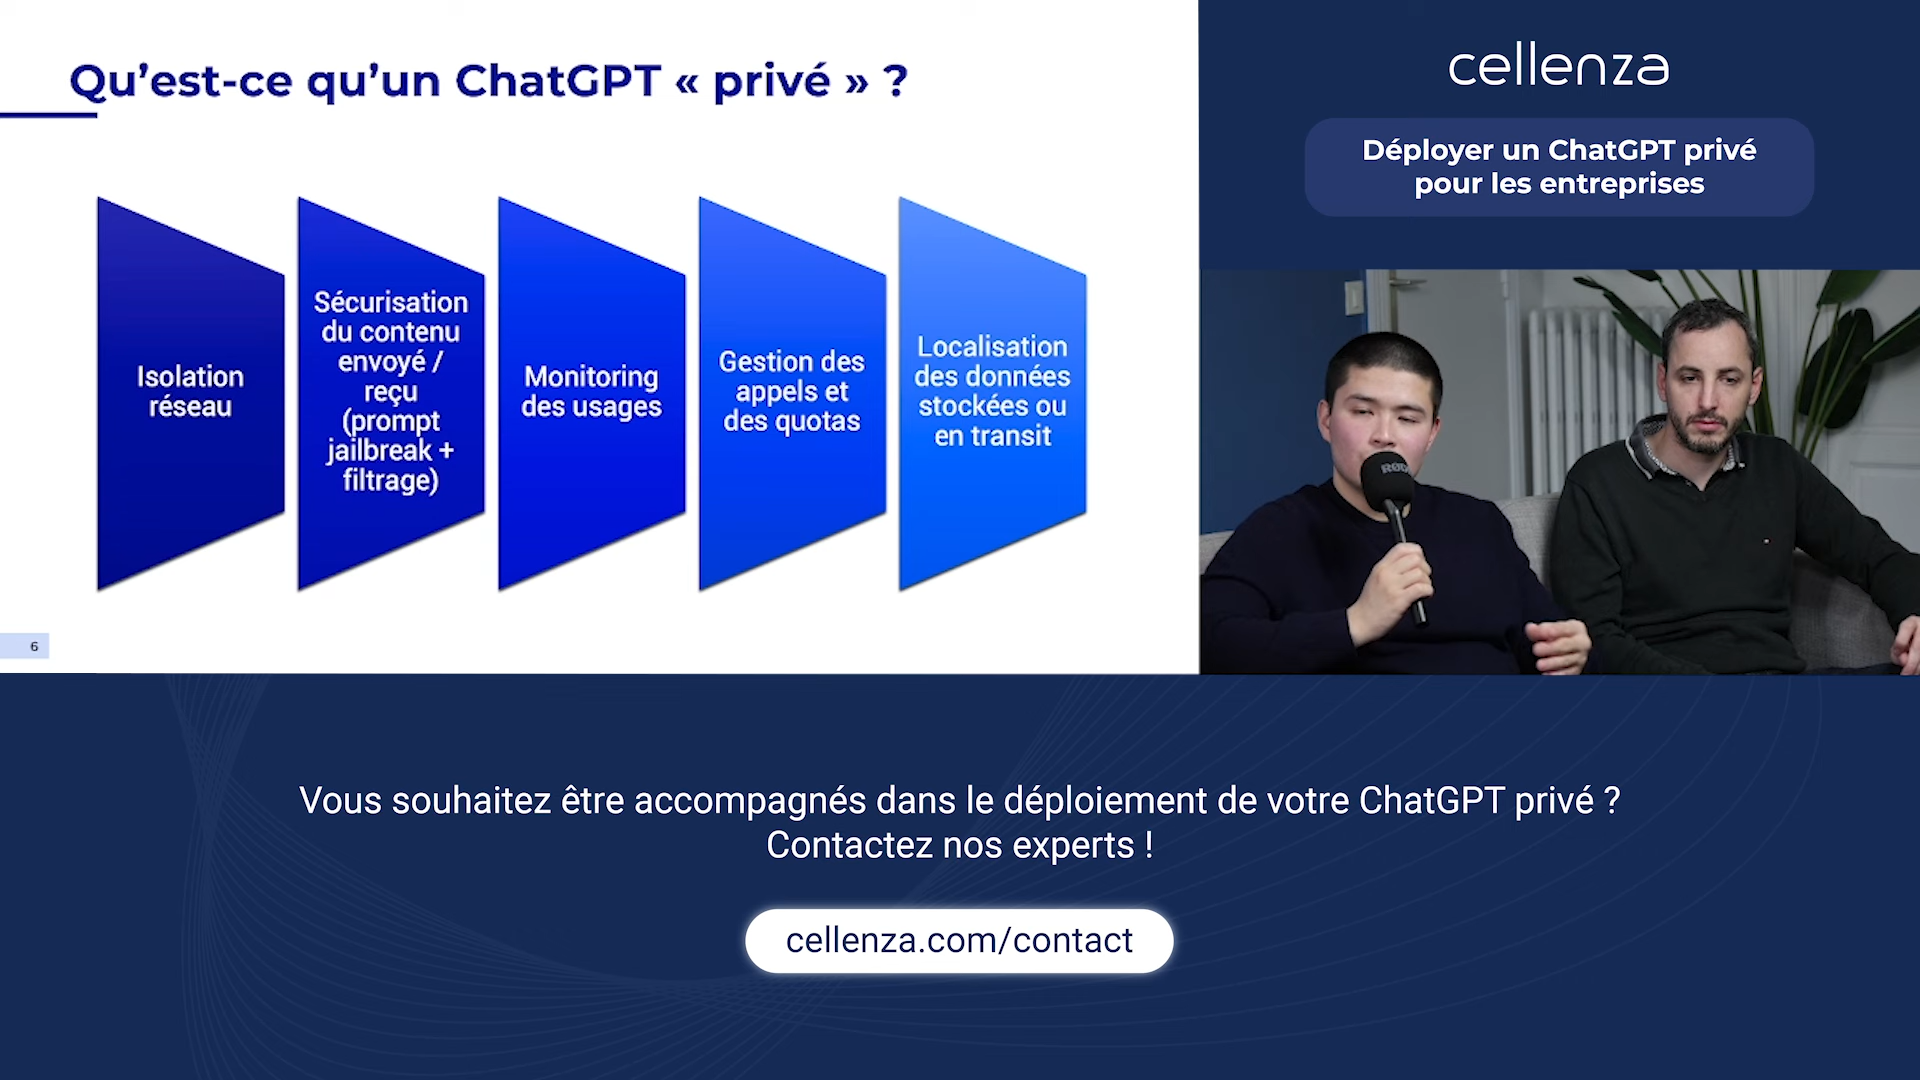 Qu’est-ce qu’un ChatGPT « privé » ?
Isolation
réseau
Sécurisation
du contenu
envoyé /
reçu
(prompt
jailbreak +
filtrage)
Monitoring
des usages
Gestion des
appels et
des quotas
Localisation
des données
stockées ou
en transit
6
cellenza
Déployer un ChatGPT privé
pour les entreprises
RØDE
Vous souhaitez être accompagnés dans le déploiement de votre ChatGPT privé ?
Contactez nos experts !
cellenza.com/contact